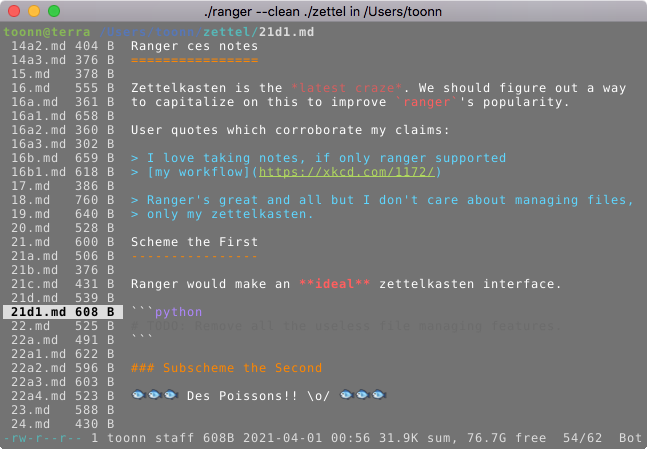 ./ranger --clean ./zettel in /Users/toonn
toonn@terra /Users/toonn/zettel/21d1.md
14a2.md 404 B
14a3.md 376 B
15.md 378 B
16.md 555 B
16a.md 361 B
16a1.md 658 B
16a2.md 360 B
16a3.md 302 B
16b.md 659 B
16b1.md 618 B
17.md 386 B
18.md 760 B
19.md 640 B
20.md 528 B
21.md 600 B
21a.md 506 B
21b.md 376 B
21c.md 431 B
21d.md 539 B
21d1.md 608 B
22.md 525 B
22a.md 491 B
22a1.md 622 B
22a2.md 596 B
22a3.md 603 B
22a4.md 523 B
23.md 588 B
24.md 430 B
Ranger ces notes
================
Zettelkasten is the *latest craze*. We should figure out a way
to capitalize on this to improve `ranger`'s popularity.
User quotes which corroborate my claims:
> I love taking notes, if only ranger supported
> [my workflow](https://xkcd.com/1172/)
> Ranger's great and all but I don't care about managing files,
> only my zettelkasten.
Scheme the First
----------------
Ranger would make an **ideal** zettelkasten interface.
```python
# TODO: Remove all the useless file managing features.
```
### Subscheme the Second
🐟🐟🐟 Des Poissons!! \o/ 🐟🐟🐟
-rw-r--r-- 1 toonn staff 608B 2021-04-01 00:56 31.9K sum, 76.7G free 54/62 Bot